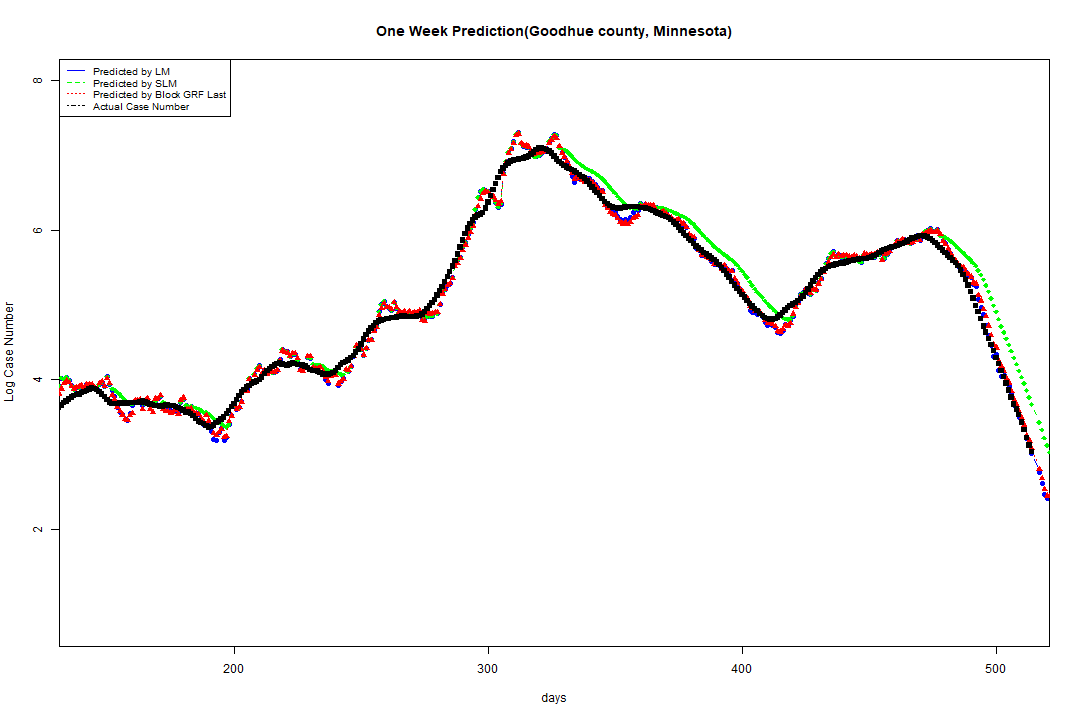 One Week Prediction(Goodhue county, Minnesota)
Predicted by LM
Predicted by SLM
Predicted by Block GRF Last
Actual Case Number
8
6
4
2
Log Case Number
200 300 400 500
days